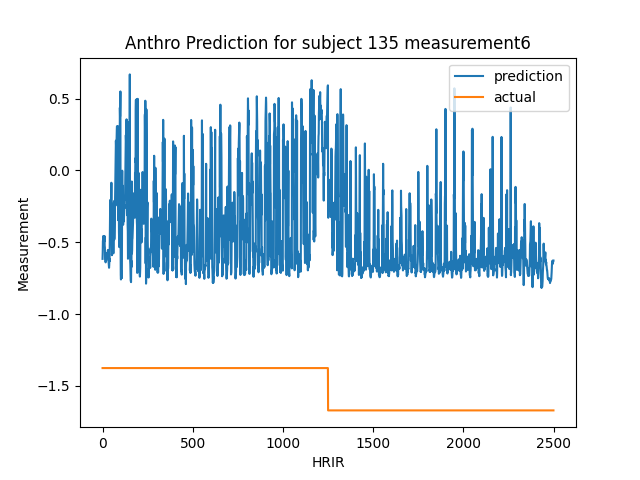 Anthro Prediction for subject 135 measurement6
prediction
actual
0.5
0.0
−0.5
−1.0
−1.5
Measurement
0
500
1000
1500
2000
2500
HRIR